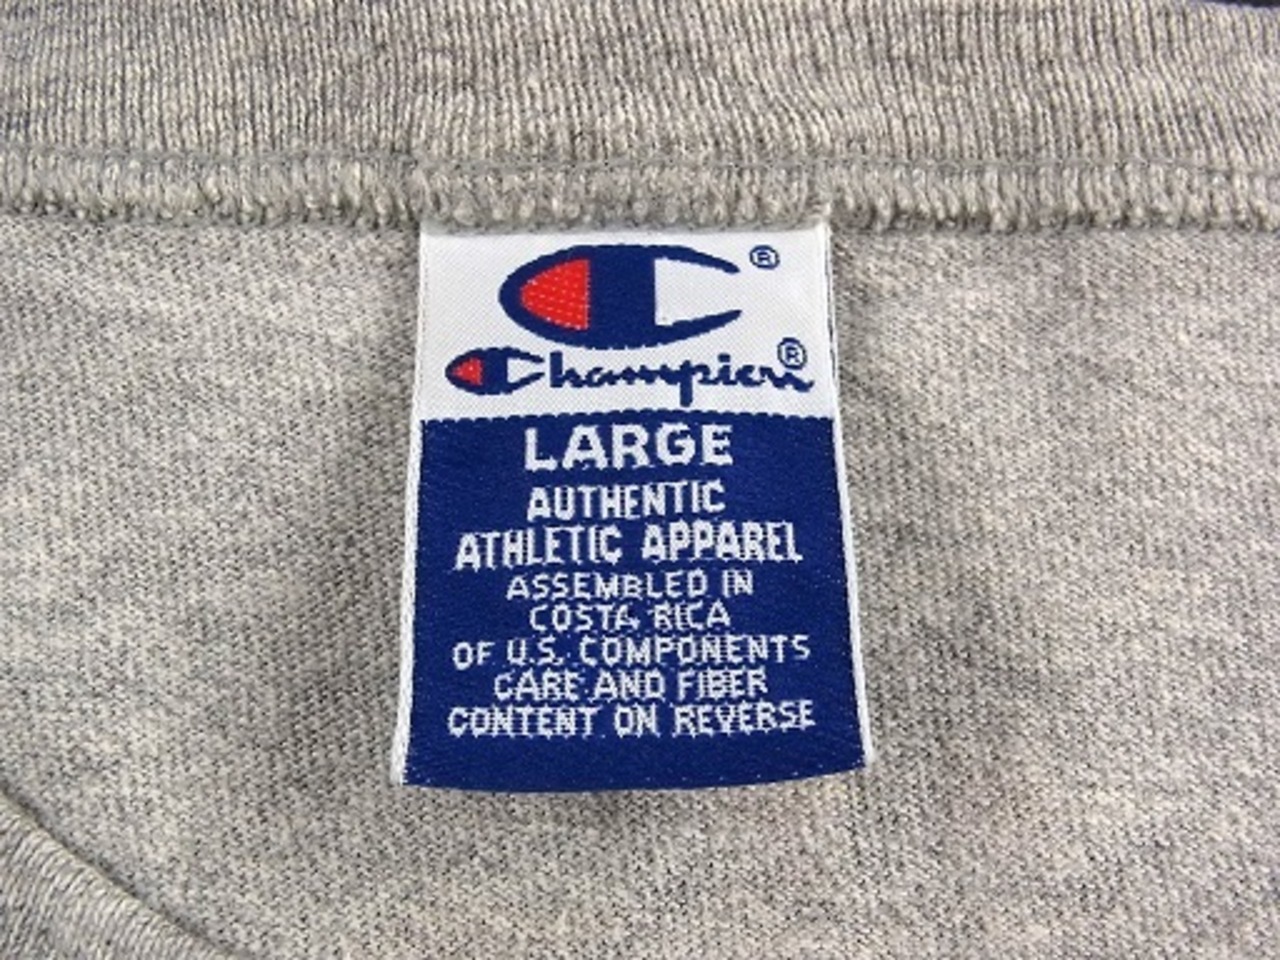 ®
Champion®
LARGE
AUTHENTIC
ATHLETIC APPAREL
ASSEMBLED IN
COSTA RICA
OF U.S. COMPONENTS
CARE AND FIBER
CONTENT ON REVERSE